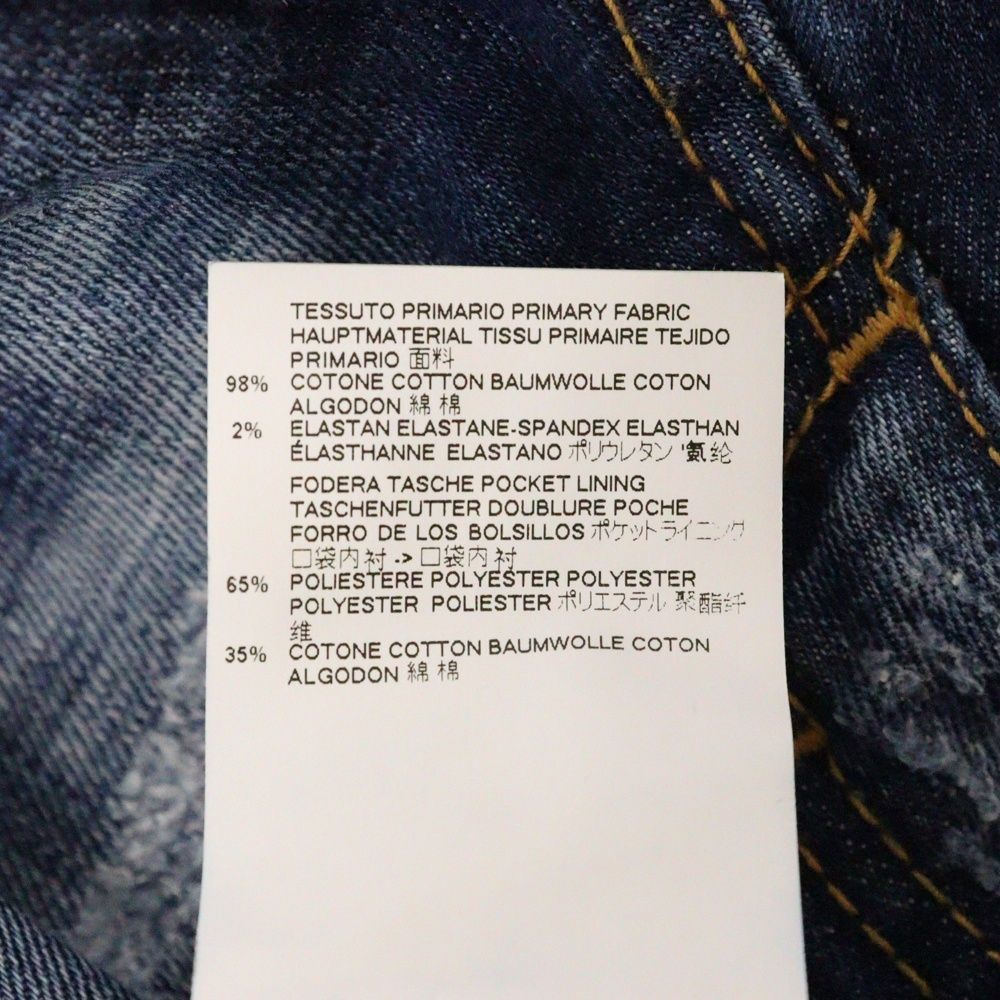 TESSUTO PRIMARIO PRIMARY FABRIC
HAUPTMATERIAL TISSU PRIMAIRE TEJIDO
PRIMARIO 面料
98% COTONE COTTON BAUMWOLLE COTON
ALGODON 綿 棉
2% ELASTAN ELASTANE-SPANDEX ELASTHAN
ÉLASTHANNE ELASTANO ポリウレタン '氨纶
FODERA TASCHE POCKET LINING
TASCHENFUTTER DOUBLURE POCHE
FORRO DE LOS BOLSILLOS ポケットライニング
口袋内衬 -> 口袋内衬
65% POLIESTERE POLYESTER POLYESTER
POLYESTER POLIESTER ポリエステル 聚酯纤
维
35% COTONE COTTON BAUMWOLLE COTON
ALGODON 綿 棉